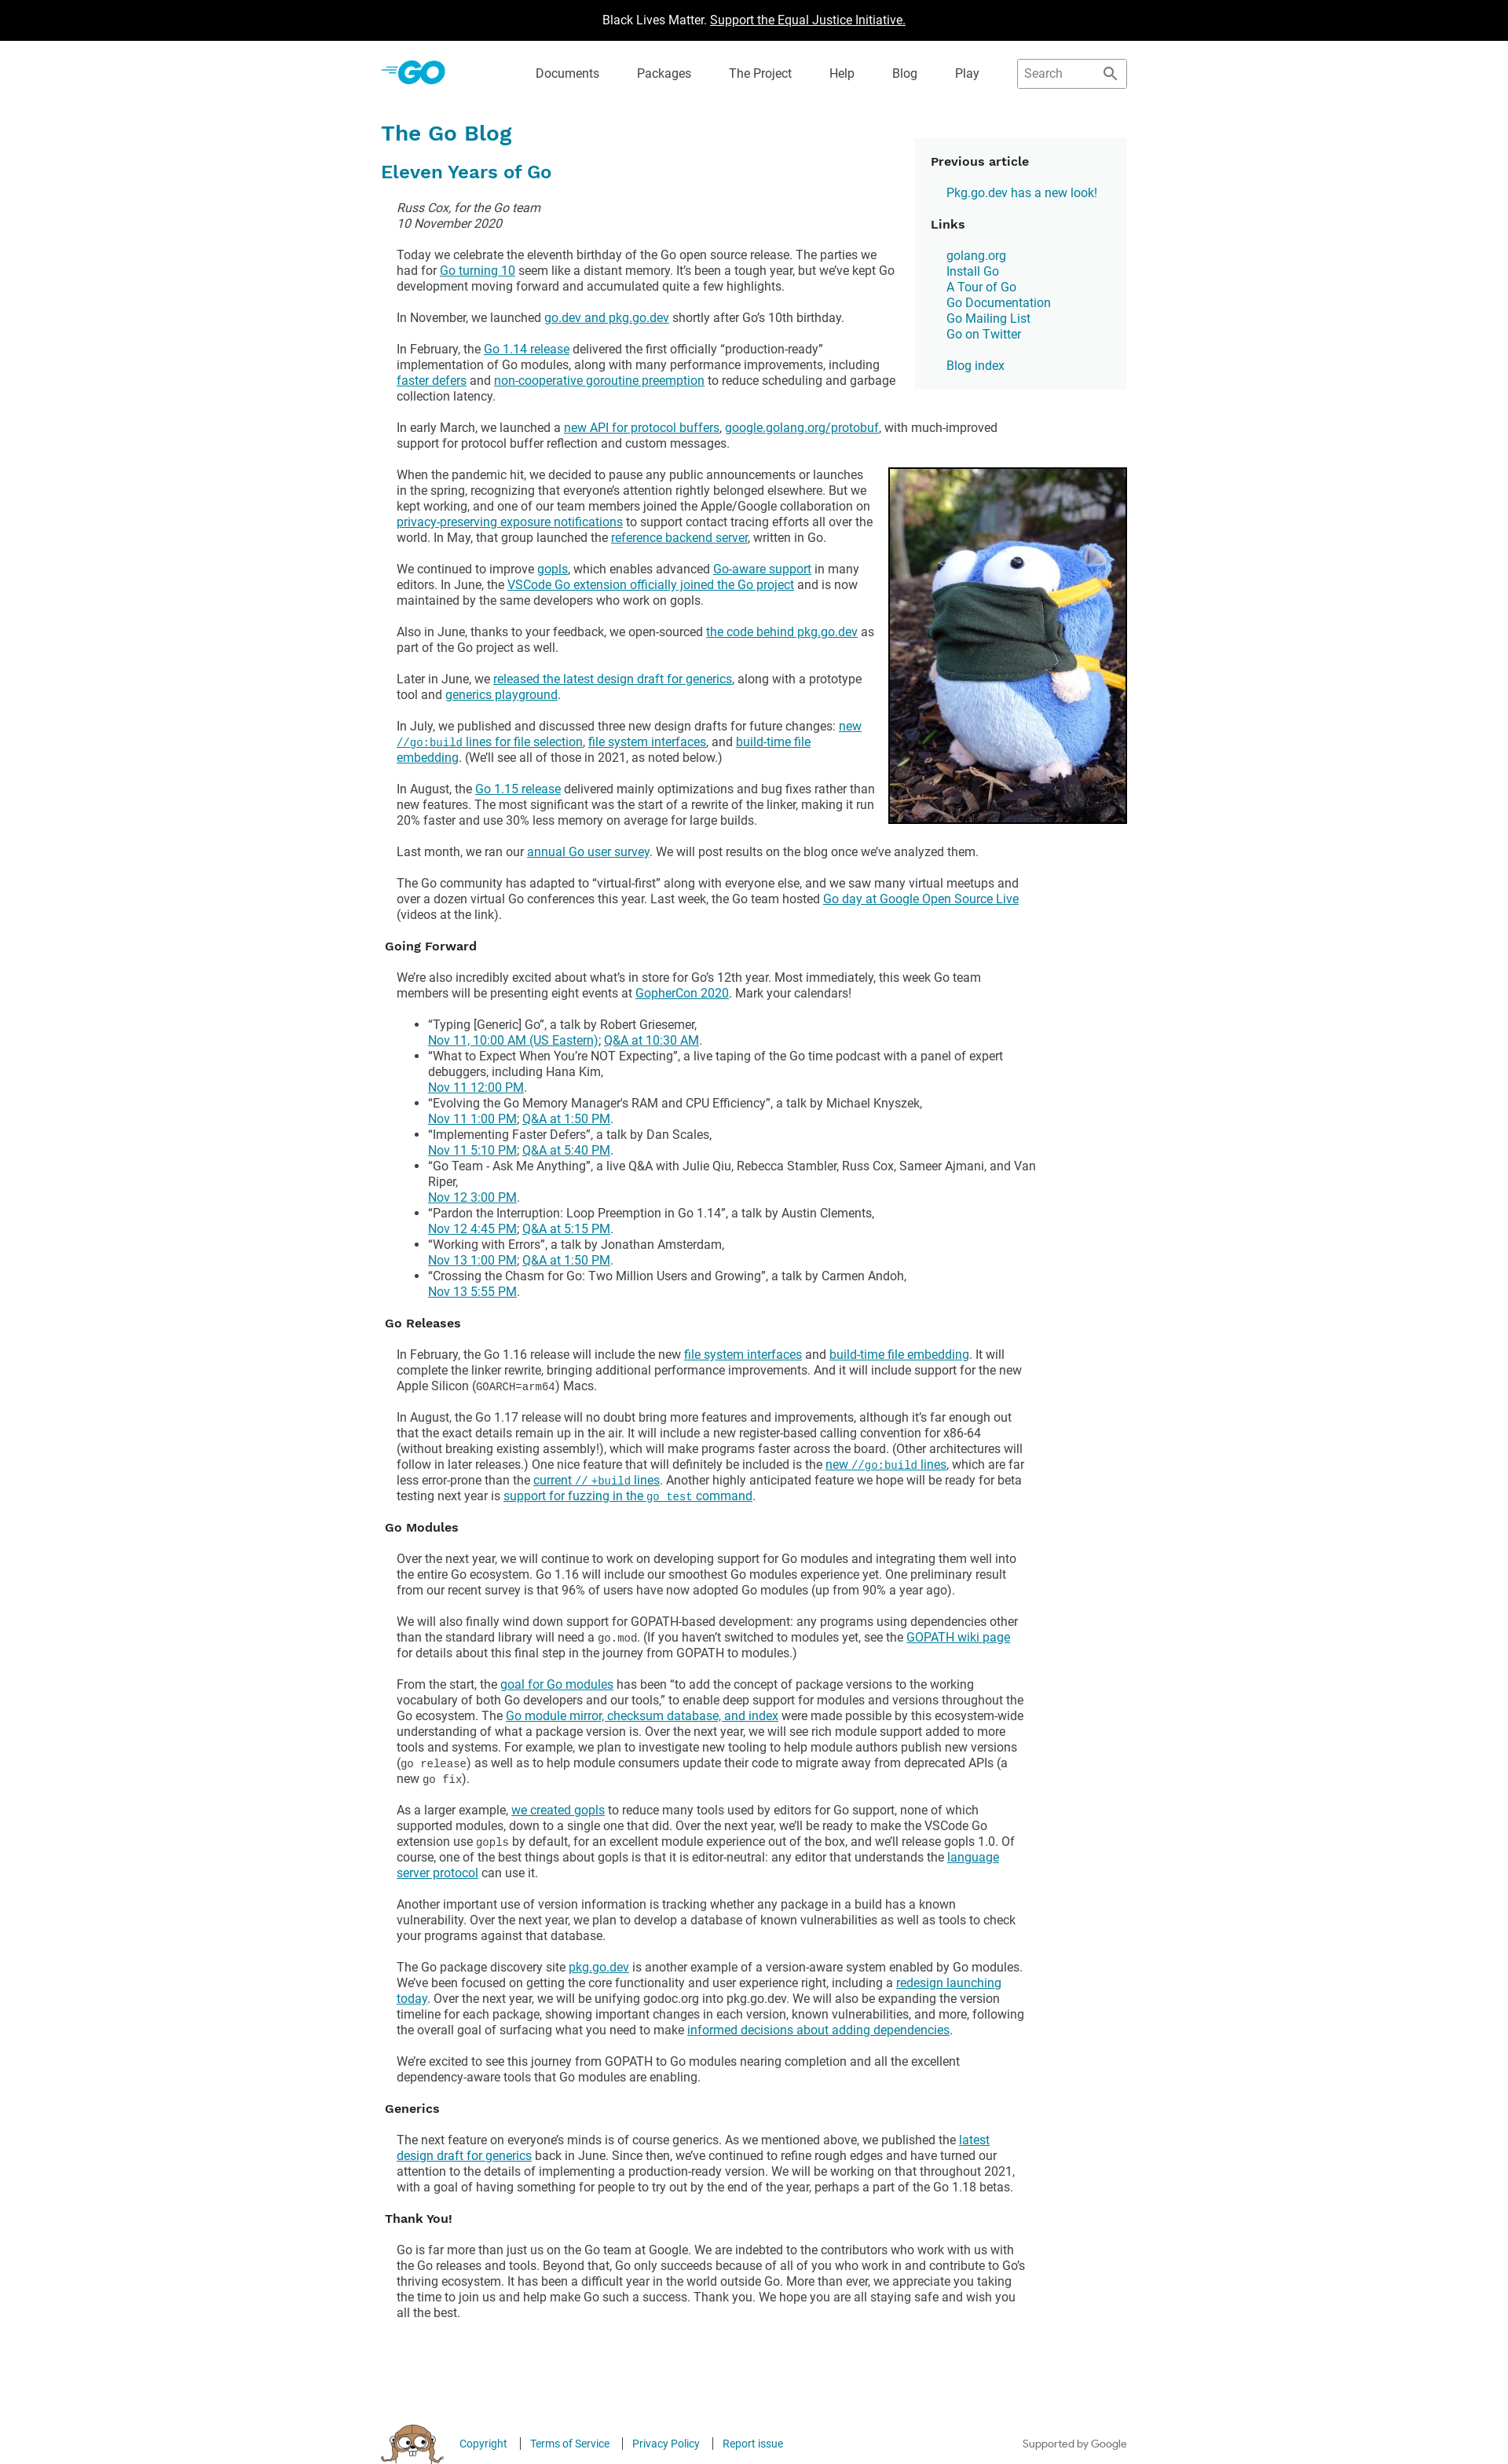 Black Lives Matter. Support the Equal Justice Initiative.
GO
Documents
Packages
The Project
Help
Blog
Play
Search
The Go Blog
Eleven Years of Go
Russ Cox, for the Go team
10 November 2020
Today we celebrate the eleventh birthday of the Go open source release. The parties we
had for Go turning 10 seem like a distant memory. It’s been a tough year, but we’ve kept Go
development moving forward and accumulated quite a few highlights.
In November, we launched go.dev and pkg.go.dev shortly after Go’s 10th birthday.
In February, the Go 1.14 release delivered the first officially “production-ready”
implementation of Go modules, along with many performance improvements, including
faster defers and non-cooperative goroutine preemption to reduce scheduling and garbage
collection latency.
Previous article
Pkg.go.dev has a new look!
Links
golang.org
Install Go
A Tour of Go
Go Documentation
Go Mailing List
Go on Twitter
Blog index
In early March, we launched a new API for protocol buffers, google.golang.org/protobuf, with much-improved
support for protocol buffer reflection and custom messages.
When the pandemic hit, we decided to pause any public announcements or launches
in the spring, recognizing that everyone’s attention rightly belonged elsewhere. But we
kept working, and one of our team members joined the Apple/Google collaboration on
privacy-preserving exposure notifications to support contact tracing efforts all over the
world. In May, that group launched the reference backend server, written in Go.
We continued to improve gopls, which enables advanced Go-aware support in many
editors. In June, the VSCode Go extension officially joined the Go project and is now
maintained by the same developers who work on gopls.
Also in June, thanks to your feedback, we open-sourced the code behind pkg.go.dev as
part of the Go project as well.
Later in June, we released the latest design draft for generics, along with a prototype
tool and generics playground.
In July, we published and discussed three new design drafts for future changes: new
//go:build lines for file selection, file system interfaces, and build-time file
embedding. (We’ll see all of those in 2021, as noted below.)
In August, the Go 1.15 release delivered mainly optimizations and bug fixes rather than
new features. The most significant was the start of a rewrite of the linker, making it run
20% faster and use 30% less memory on average for large builds.
Last month, we ran our annual Go user survey. We will post results on the blog once we’ve analyzed them.
The Go community has adapted to “virtual-first” along with everyone else, and we saw many virtual meetups and
over a dozen virtual Go conferences this year. Last week, the Go team hosted Go day at Google Open Source Live
(videos at the link).
Going Forward
We’re also incredibly excited about what’s in store for Go’s 12th year. Most immediately, this week Go team
members will be presenting eight events at GopherCon 2020. Mark your calendars!
• “Typing [Generic] Go”, a talk by Robert Griesemer,
Nov 11, 10:00 AM (US Eastern); Q&A at 10:30 AM.
• “What to Expect When You’re NOT Expecting”, a live taping of the Go time podcast with a panel of expert
debuggers, including Hana Kim,
Nov 11 12:00 PM.
• “Evolving the Go Memory Manager's RAM and CPU Efficiency”, a talk by Michael Knyszek,
Nov 11 1:00 PM; Q&A at 1:50 PM.
• “Implementing Faster Defers”, a talk by Dan Scales,
Nov 11 5:10 PM; Q&A at 5:40 PM.
• “Go Team - Ask Me Anything”, a live Q&A with Julie Qiu, Rebecca Stambler, Russ Cox, Sameer Ajmani, and Van
Riper,
Nov 12 3:00 PM.
• “Pardon the Interruption: Loop Preemption in Go 1.14”, a talk by Austin Clements,
Nov 12 4:45 PM; Q&A at 5:15 PM.
• “Working with Errors”, a talk by Jonathan Amsterdam,
Nov 13 1:00 PM; Q&A at 1:50 PM.
• “Crossing the Chasm for Go: Two Million Users and Growing”, a talk by Carmen Andoh,
Nov 13 5:55 PM.
Go Releases
In February, the Go 1.16 release will include the new file system interfaces and build-time file embedding. It will
complete the linker rewrite, bringing additional performance improvements. And it will include support for the new
Apple Silicon (GOARCH=arm64) Macs.
In August, the Go 1.17 release will no doubt bring more features and improvements, although it’s far enough out
that the exact details remain up in the air. It will include a new register-based calling convention for x86-64
(without breaking existing assembly!), which will make programs faster across the board. (Other architectures will
follow in later releases.) One nice feature that will definitely be included is the new //go:build lines, which are far
less error-prone than the current // +build lines. Another highly anticipated feature we hope will be ready for beta
testing next year is support for fuzzing in the go test command.
Go Modules
Over the next year, we will continue to work on developing support for Go modules and integrating them well into
the entire Go ecosystem. Go 1.16 will include our smoothest Go modules experience yet. One preliminary result
from our recent survey is that 96% of users have now adopted Go modules (up from 90% a year ago).
We will also finally wind down support for GOPATH-based development: any programs using dependencies other
than the standard library will need a go.mod. (If you haven’t switched to modules yet, see the GOPATH wiki page
for details about this final step in the journey from GOPATH to modules.)
From the start, the goal for Go modules has been “to add the concept of package versions to the working
vocabulary of both Go developers and our tools,” to enable deep support for modules and versions throughout the
Go ecosystem. The Go module mirror, checksum database, and index were made possible by this ecosystem-wide
understanding of what a package version is. Over the next year, we will see rich module support added to more
tools and systems. For example, we plan to investigate new tooling to help module authors publish new versions
(go release) as well as to help module consumers update their code to migrate away from deprecated APIs (a
new go fix).
As a larger example, we created gopls to reduce many tools used by editors for Go support, none of which
supported modules, down to a single one that did. Over the next year, we’ll be ready to make the VSCode Go
extension use gopls by default, for an excellent module experience out of the box, and we’ll release gopls 1.0. Of
course, one of the best things about gopls is that it is editor-neutral: any editor that understands the language
server protocol can use it.
Another important use of version information is tracking whether any package in a build has a known
vulnerability. Over the next year, we plan to develop a database of known vulnerabilities as well as tools to check
your programs against that database.
The Go package discovery site pkg.go.dev is another example of a version-aware system enabled by Go modules.
We’ve been focused on getting the core functionality and user experience right, including a redesign launching
today. Over the next year, we will be unifying godoc.org into pkg.go.dev. We will also be expanding the version
timeline for each package, showing important changes in each version, known vulnerabilities, and more, following
the overall goal of surfacing what you need to make informed decisions about adding dependencies.
We’re excited to see this journey from GOPATH to Go modules nearing completion and all the excellent
dependency-aware tools that Go modules are enabling.
Generics
The next feature on everyone’s minds is of course generics. As we mentioned above, we published the latest
design draft for generics back in June. Since then, we’ve continued to refine rough edges and have turned our
attention to the details of implementing a production-ready version. We will be working on that throughout 2021,
with a goal of having something for people to try out by the end of the year, perhaps a part of the Go 1.18 betas.
Thank You!
Go is far more than just us on the Go team at Google. We are indebted to the contributors who work with us with
the Go releases and tools. Beyond that, Go only succeeds because of all of you who work in and contribute to Go’s
thriving ecosystem. It has been a difficult year in the world outside Go. More than ever, we appreciate you taking
the time to join us and help make Go such a success. Thank you. We hope you are all staying safe and wish you
all the best.
Copyright
Terms of Service
Privacy Policy
Report issue
Supported by Google